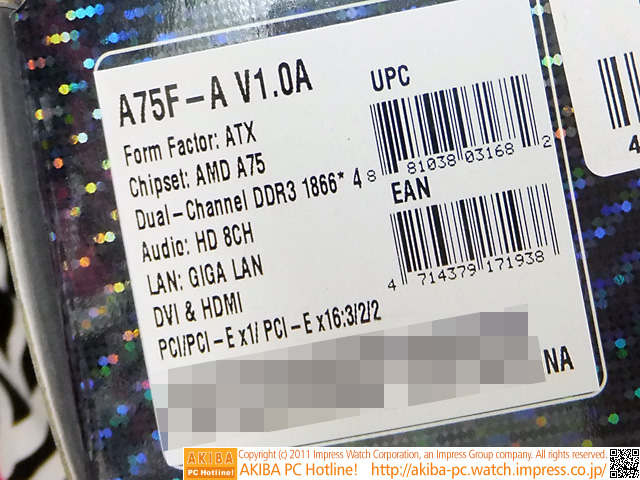 A75F-A V1.0A
Form Factor: ATX
Chipset: AMD A75
Dual-Channel DDR3 1866* 4
Audio: HD 8CH
LAN: GIGA LAN
DVI & HDMI
PCI/PCI-E x1/ PCI-E x16:3/2/2
UPC
8 81038 03168 2
EAN
4 714379 171938
NA
4
AKIBA
PC Hotline!
Copyright (c) 2011 Impress Watch Corporation, an Impress Group company. All rights reserved.
AKIBA PC Hotline! http://akiba-pc.watch.impress.co.jp/